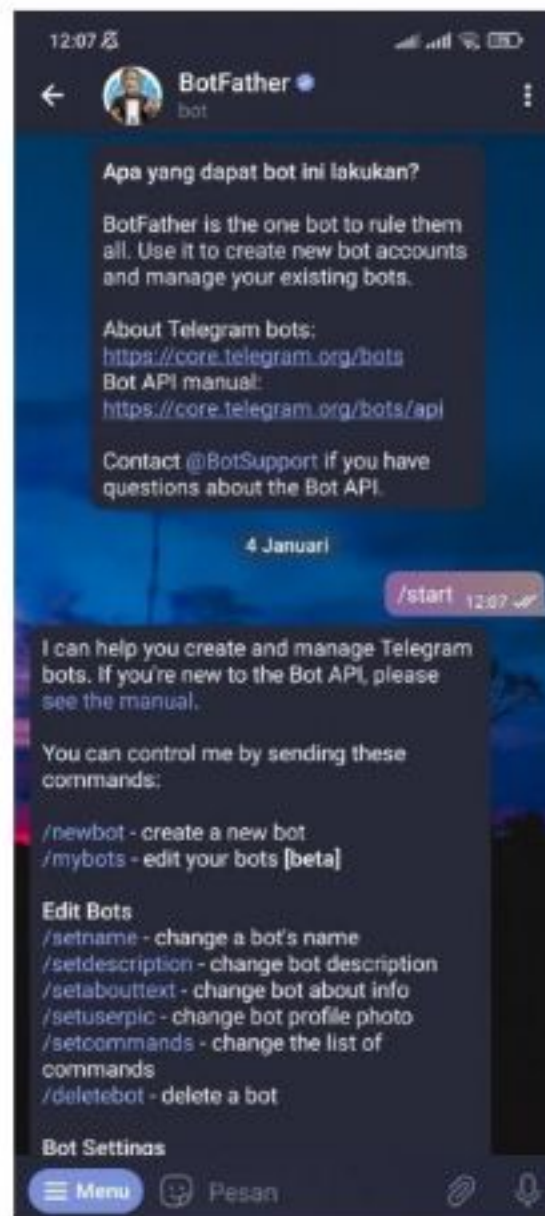 12:07
BotFather
bot
Apa yang dapat bot ini lakukan?
BotFather is the one bot to rule them
all. Use it to create new bot accounts
and manage your existing bots.
About Telegram bots:
https://core.telegram.org/bots
Bot API manual:
https://core.telegram.org/bots/api
Contact @BotSupport if you have
questions about the Bot API.
4 Januari
/start 12:07
I can help you create and manage Telegram
bots. If you're new to the Bot API, please
see the manual.
You can control me by sending these
commands:
/newbot - create a new bot
/mybots - edit your bots [beta]
Edit Bots
/setname - change a bot's name
/setdescription - change bot description
/setabouttext - change bot about info
/setuserpic - change bot profile photo
/setcommands - change the list of
commands
/deletebot - delete a bot
Bot Settings
Menu
Pesan